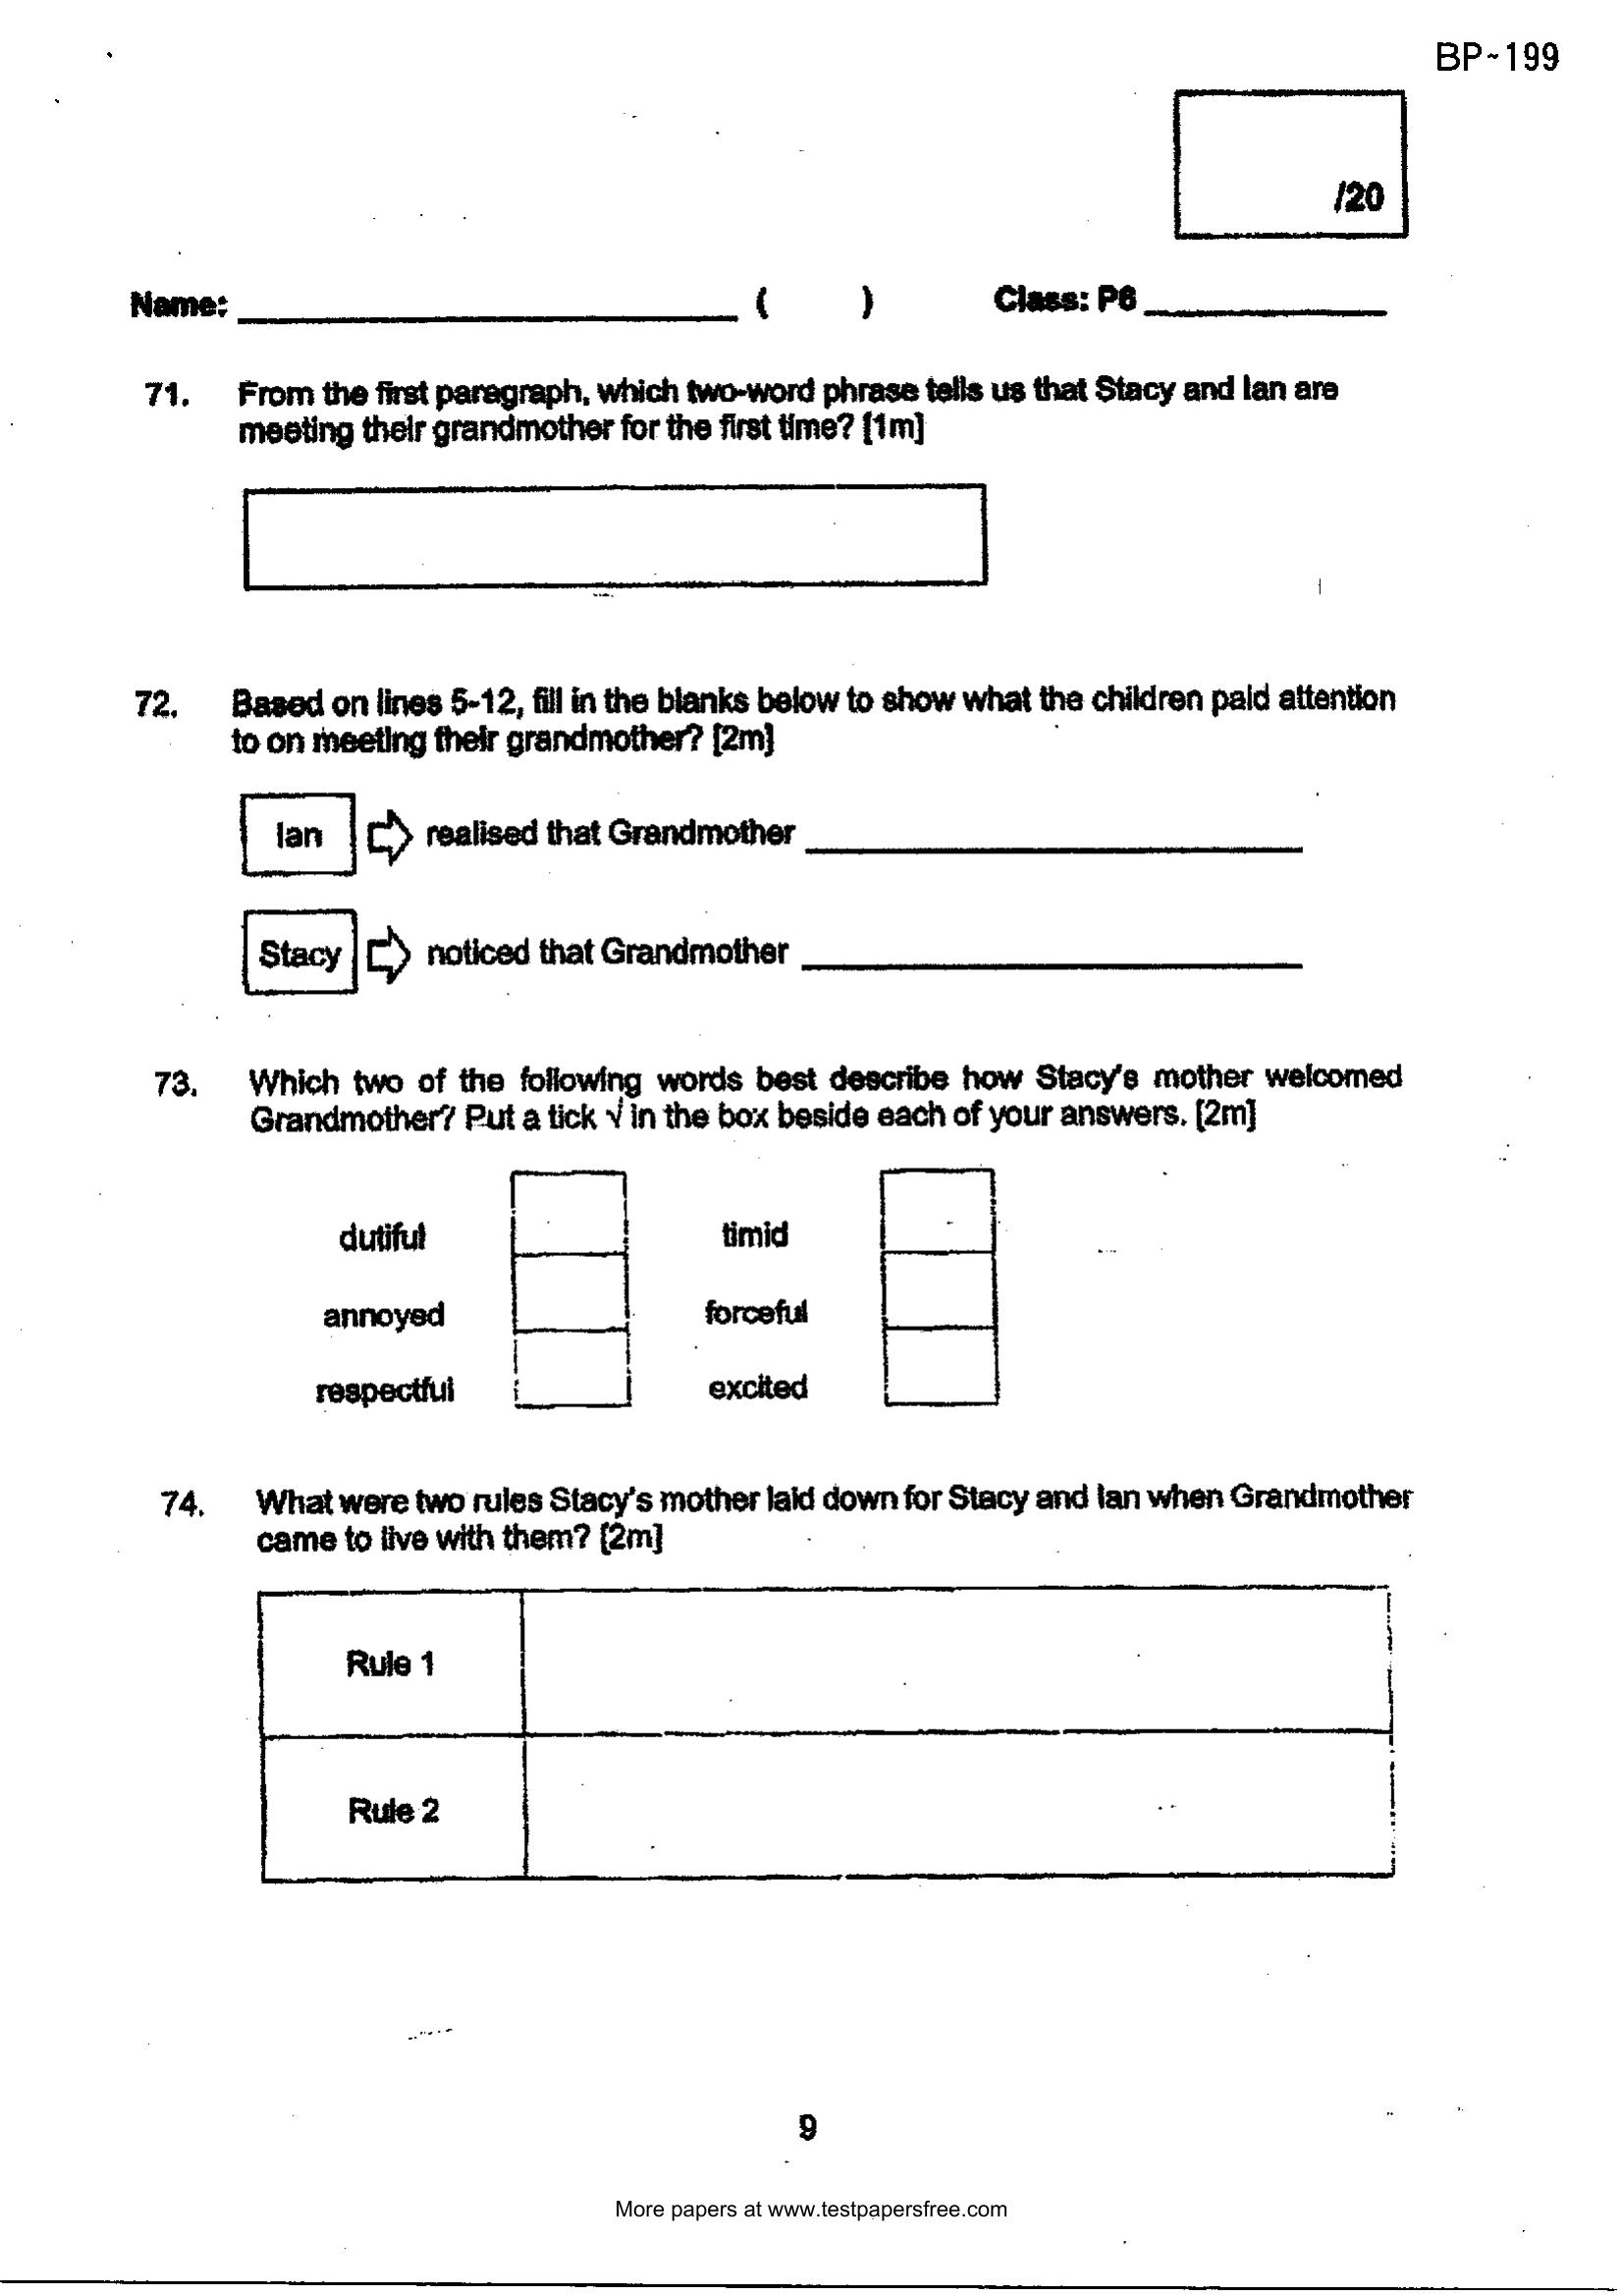 BP~199
/20
Name: ( ) Class: P6
71. From the first paragraph, which two-word phrase tells us that Stacy and Ian are
meeting their grandmother for the first time? [1m]
72. Based on lines 5-12, fill in the blanks below to show what the children paid attention
to on meeting their grandmother? [2m]
Ian realised that Grandmother
Stacy noticed that Grandmother
73. Which two of the following words best describe how Stacy's mother welcomed
Grandmother? Put a tick √ in the box beside each of your answers. [2m]
dutiful timid
annoyed forceful
respectful excited
74. What were two rules Stacy's mother laid down for Stacy and Ian when Grandmother
came to live with them? [2m]
Rule 1
Rule 2
9
More papers at www.testpapersfree.com